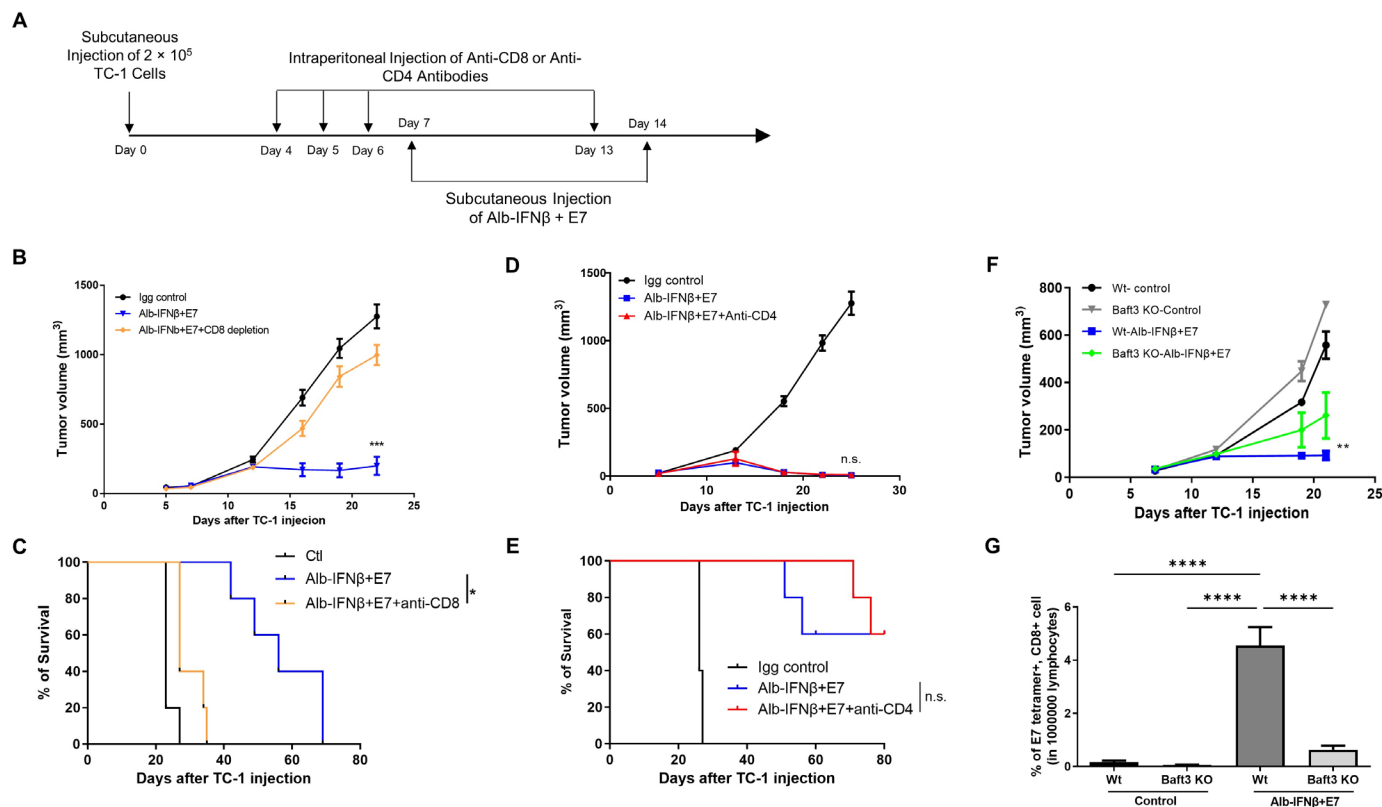 A
Subcutaneous
Injection of 2 × 10⁵
TC-1 Cells
Intraperitoneal Injection of Anti-CD8 or Anti-
CD4 Antibodies
Day 7
Day 14
Day 0
Day 4
Day 5
Day 6
Day 13
Subcutaneous Injection
of Alb-IFNβ + E7
B
Tumor volume (mm³)
1500
1000
500
0
Igg control
Alb-IFNβ+E7
Alb-IFNb+E7+CD8 depletion
***
0
5
10
15
20
25
Days after TC-1 injecion
D
Tumor volume (mm³)
1500
1000
500
0
Igg control
Alb-IFNβ+E7
Alb-IFNβ+E7+Anti-CD4
n.s.
0
10
20
30
Days after TC-1 injection
F
Tumor volume (mm³)
800
600
400
200
0
Wt- control
Baft3 KO-Control
Wt-Alb-IFNβ+E7
Baft3 KO-Alb-IFNβ+E7
**
0
5
10
15
20
25
Days after TC-1 injection
C
% of Survival
100
80
60
40
20
0
Ctl
Alb-IFNβ+E7
Alb-IFNβ+E7+anti-CD8
*
0
20
40
60
80
Days after TC-1 injection
E
% of Survival
100
80
60
40
20
0
Igg control
Alb-IFNβ+E7
Alb-IFNβ+E7+anti-CD4
n.s.
0
20
40
60
80
Days after TC-1 injection
G
% of E7 tetramer+, CD8+ cell
(in 1000000 lymphocytes)
6
4
2
0
****
****
****
Wt
Baft3 KO
Wt
Baft3 KO
Control
Alb-IFNβ+E7